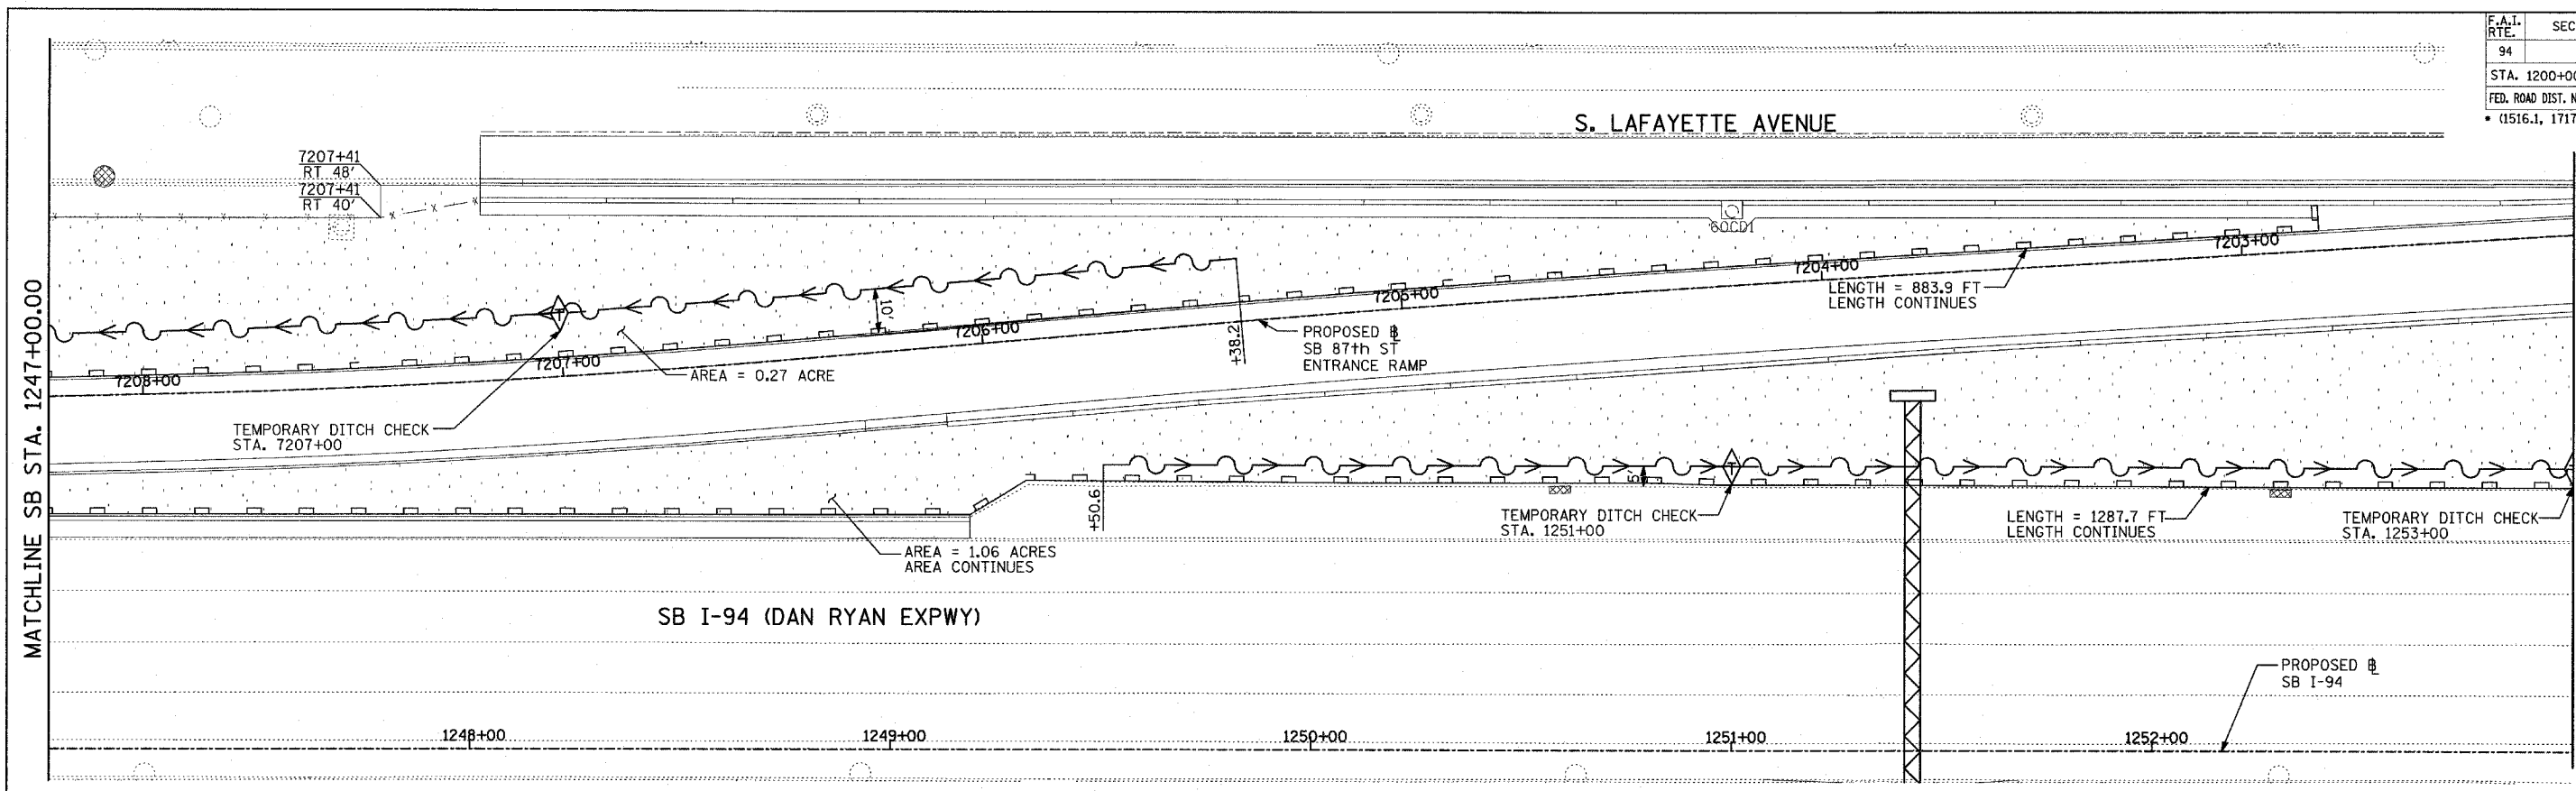 F.A.I.
RTE.
SEC
94
STA. 1200+00
FED. ROAD DIST. N
* (1516.1, 1717
S. LAFAYETTE AVENUE
7207+41
RT 48'
7207+41
RT 40'
60CD1
7203+00
7204+00
LENGTH = 883.9 FT
LENGTH CONTINUES
7205+00
10'
7206+00
+38.2
PROPOSED ⅊
SB 87th ST
ENTRANCE RAMP
7207+00
AREA = 0.27 ACRE
7208+00
T
TEMPORARY DITCH CHECK
STA. 7207+00
MATCHLINE SB STA. 1247+00.00
+50.6
5'
T
TEMPORARY DITCH CHECK
STA. 1251+00
LENGTH = 1287.7 FT
LENGTH CONTINUES
TEMPORARY DITCH CHECK
STA. 1253+00
AREA = 1.06 ACRES
AREA CONTINUES
SB I-94 (DAN RYAN EXPWY)
PROPOSED ⅊
SB I-94
1248+00
1249+00
1250+00
1251+00
1252+00